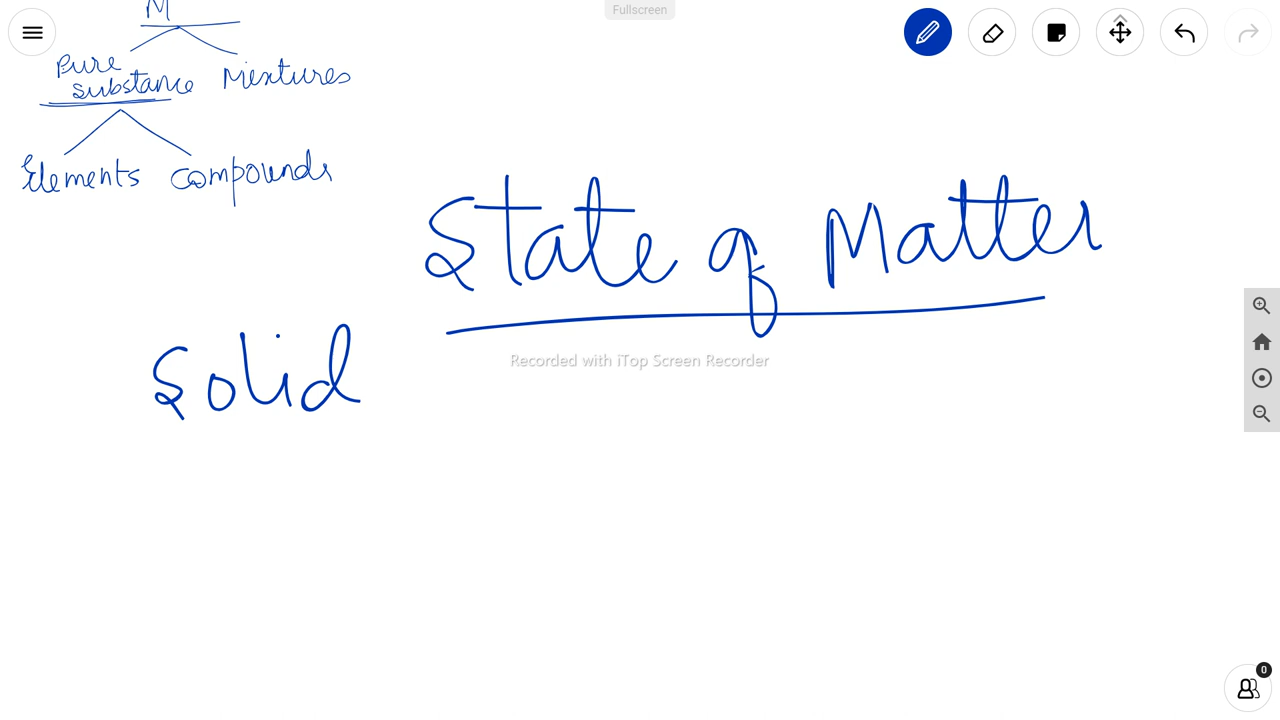 Fullscreen
M
Pure
substance Mixtures
Elements compounds
State of Matter
Solid
Recorded with iTop Screen Recorder
0